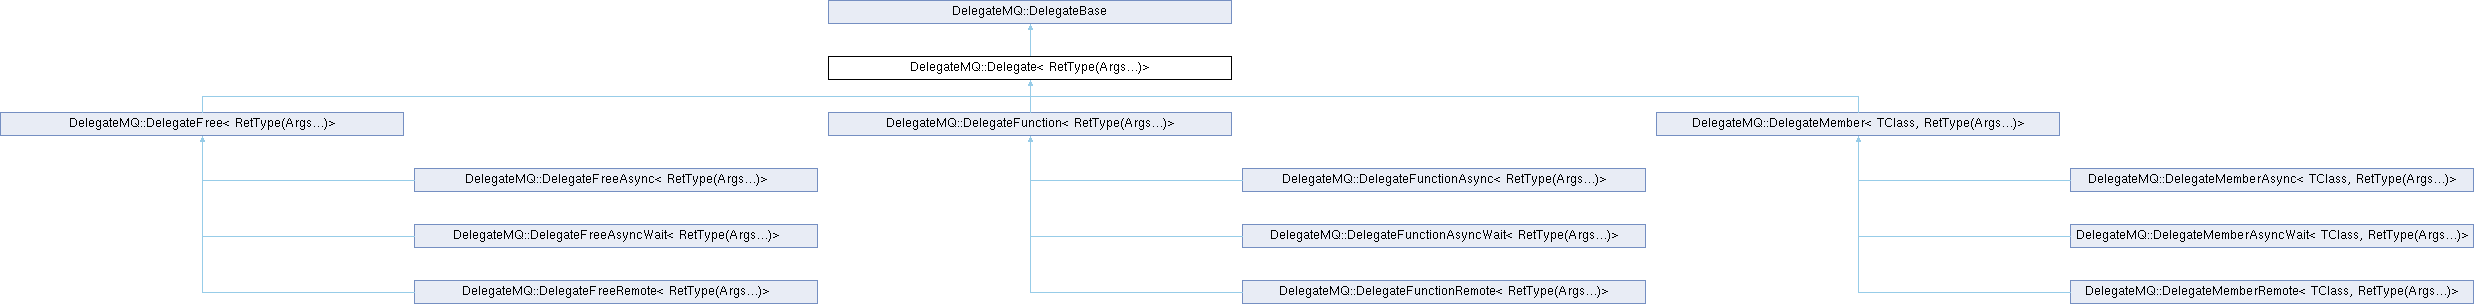 DelegateMQ::DelegateBase
DelegateMQ::Delegate< RetType(Args...)>
DelegateMQ::DelegateFree< RetType(Args...)>
DelegateMQ::DelegateFunction< RetType(Args...)>
DelegateMQ::DelegateMember< TClass, RetType(Args...)>
DelegateMQ::DelegateFreeAsync< RetType(Args...)>
DelegateMQ::DelegateFunctionAsync< RetType(Args...)>
DelegateMQ::DelegateMemberAsync< TClass, RetType(Args...)>
DelegateMQ::DelegateFreeAsyncWait< RetType(Args...)>
DelegateMQ::DelegateFunctionAsyncWait< RetType(Args...)>
DelegateMQ::DelegateMemberAsyncWait< TClass, RetType(Args...)>
DelegateMQ::DelegateFreeRemote< RetType(Args...)>
DelegateMQ::DelegateFunctionRemote< RetType(Args...)>
DelegateMQ::DelegateMemberRemote< TClass, RetType(Args...)>